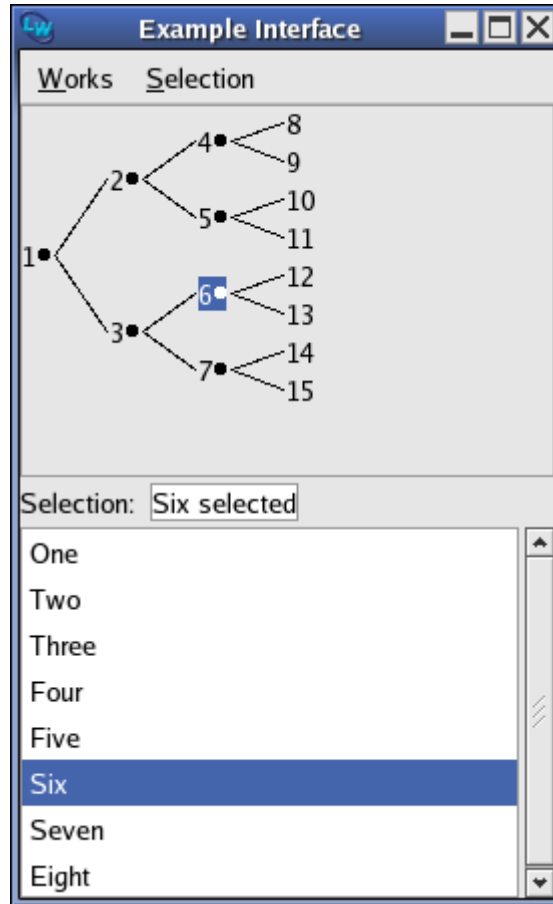 LW Example Interface
Works Selection
8
4
9
2
10
5
11
1
12
6
13
3
14
7
15
Selection: Six selected
One
Two
Three
Four
Five
Six
Seven
Eight